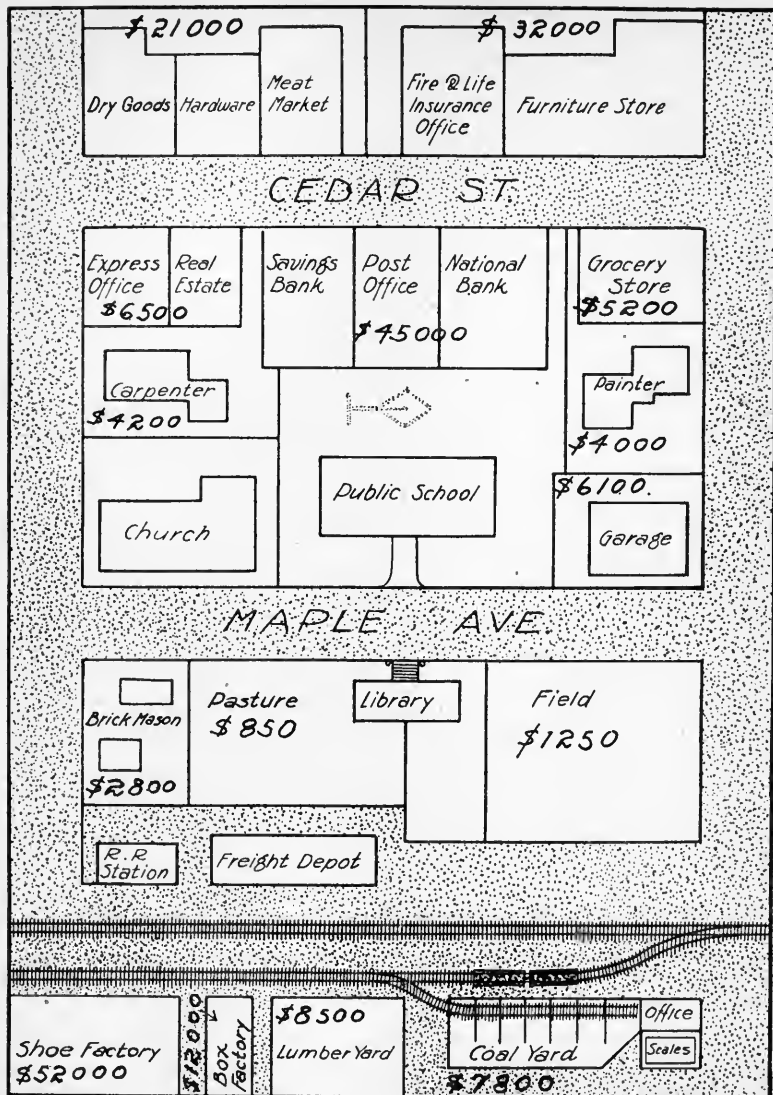 $21000
$32000
Dry Goods
Hardware
Meat
Market
Fire & Life
Insurance
Office
Furniture Store
CEDAR ST.
Express
Office
Real
Estate
$6500
Savings
Bank
Post
Office
National
Bank
$45000
Grocery
Store
$5200
Carpenter
$4200
Painter
$4000
Church
Public School
$6100.
Garage
MAPLE AVE.
Brick Mason
$2800
Pasture
$850
Library
Field
$1250
R.R
Station
Freight Depot
Shoe Factory
$52000
$12000
Box
Factory
$8500
Lumber Yard
Coal Yard
$7800
Office
Scales